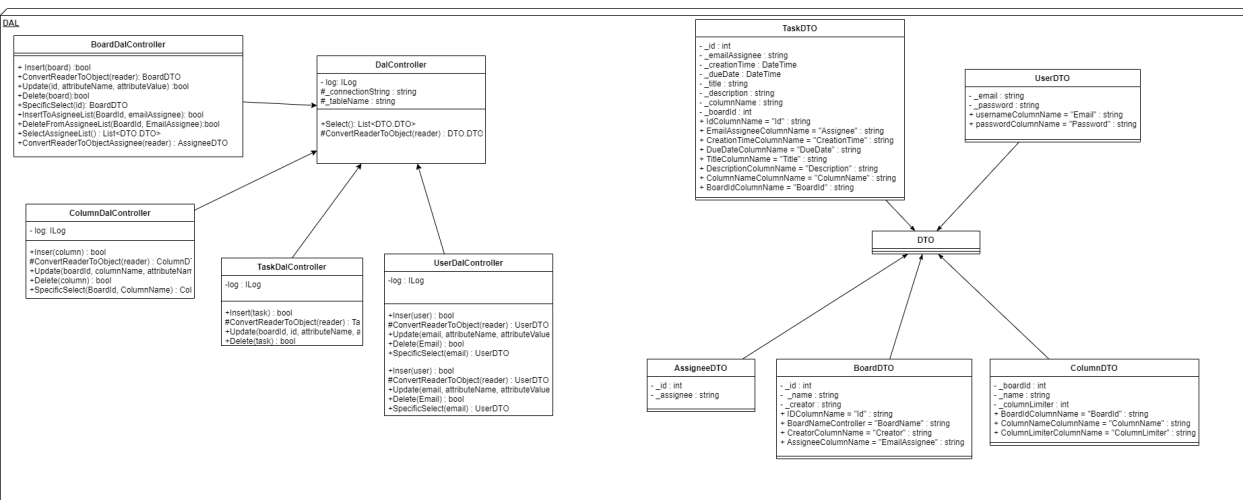 DAL
BoardDalController
+ Insert(board) :bool
+ConvertReaderToObject(reader): BoardDTO
+Update(id, attributeName, attributeValue) :bool
+Delete(board):bool
+SpecificSelect(id): BoardDTO
+InsertToAsigneeList(BoardId, emailAssignee): bool
+DeleteFromAssigneeList(BoardId, EmailAssignee):bool
+SelectAssigneeList() : List<DTO.DTO>
+ConvertReaderToObjectAssignee(reader) : AssigneeDTO
DalController
- log: ILog
#_connectionString : string
#_tableName : string
+Select(): List<DTO.DTO>
#ConvertReaderToObject(reader) : DTO.DTO
ColumnDalController
- log: ILog
+Inser(column) : bool
#ConvertReaderToObject(reader) : ColumnD
+Update(boardId, columnName, attributeNam
+Delete(column) : bool
+SpecificSelect(BoardId, ColumnName) : Col
TaskDalController
-log : ILog
+Insert(task) : bool
#ConvertReaderToObject(reader) : Ta
+Update(boardId, id, attributeName, a
+Delete(task) : bool
UserDalController
-log : ILog
+Inser(user) : bool
#ConvertReaderToObject(reader) : UserDTO
+Update(email, attributeName, attributeValue
+Delete(Email) : bool
+SpecificSelect(email) : UserDTO
+Inser(user) : bool
#ConvertReaderToObject(reader) : UserDTO
+Update(email, attributeName, attributeValue
+Delete(Email) : bool
+SpecificSelect(email) : UserDTO
TaskDTO
- _id : int
- _emailAssignee : string
- _creationTime : DateTime
- _dueDate : DateTime
- _title : string
- _description : string
- _columnName : string
- _boardId : int
+ IdColumnName = "Id" : string
+ EmailAssigneeColumnName = "Assignee" : string
+ CreationTimeColumnName = "CreationTime" : string
+ DueDateColumnName = "DueDate" : string
+ TitleColumnName = "Title" : string
+ DescriptionColumnName = "Description" : string
+ ColumnNameColumnName = "ColumnName" : string
+ BoardIdColumnName = "BoardId" : string
UserDTO
- _email : string
- _password : string
+ usernameColumnName = "Email" : string
+ passwordColumnName = "Password" : string
DTO
AssigneeDTO
- _id : int
- _assignee : string
BoardDTO
- _id : int
- _name : string
- _creator : string
+ IDColumnName = "Id" : string
+ BoardNameController = "BoardName" : string
+ CreatorColumnName = "Creator" : string
+ AssigneeColumnName = "EmailAssignee" : string
ColumnDTO
- _boardId : int
- _name : string
- _columnLimiter : int
+ BoardIdColumnName = "BoardId" : string
+ ColumnNameColumnName = "ColumnName" : string
+ ColumnLimiterColumnName = "ColumnLimiter" : string